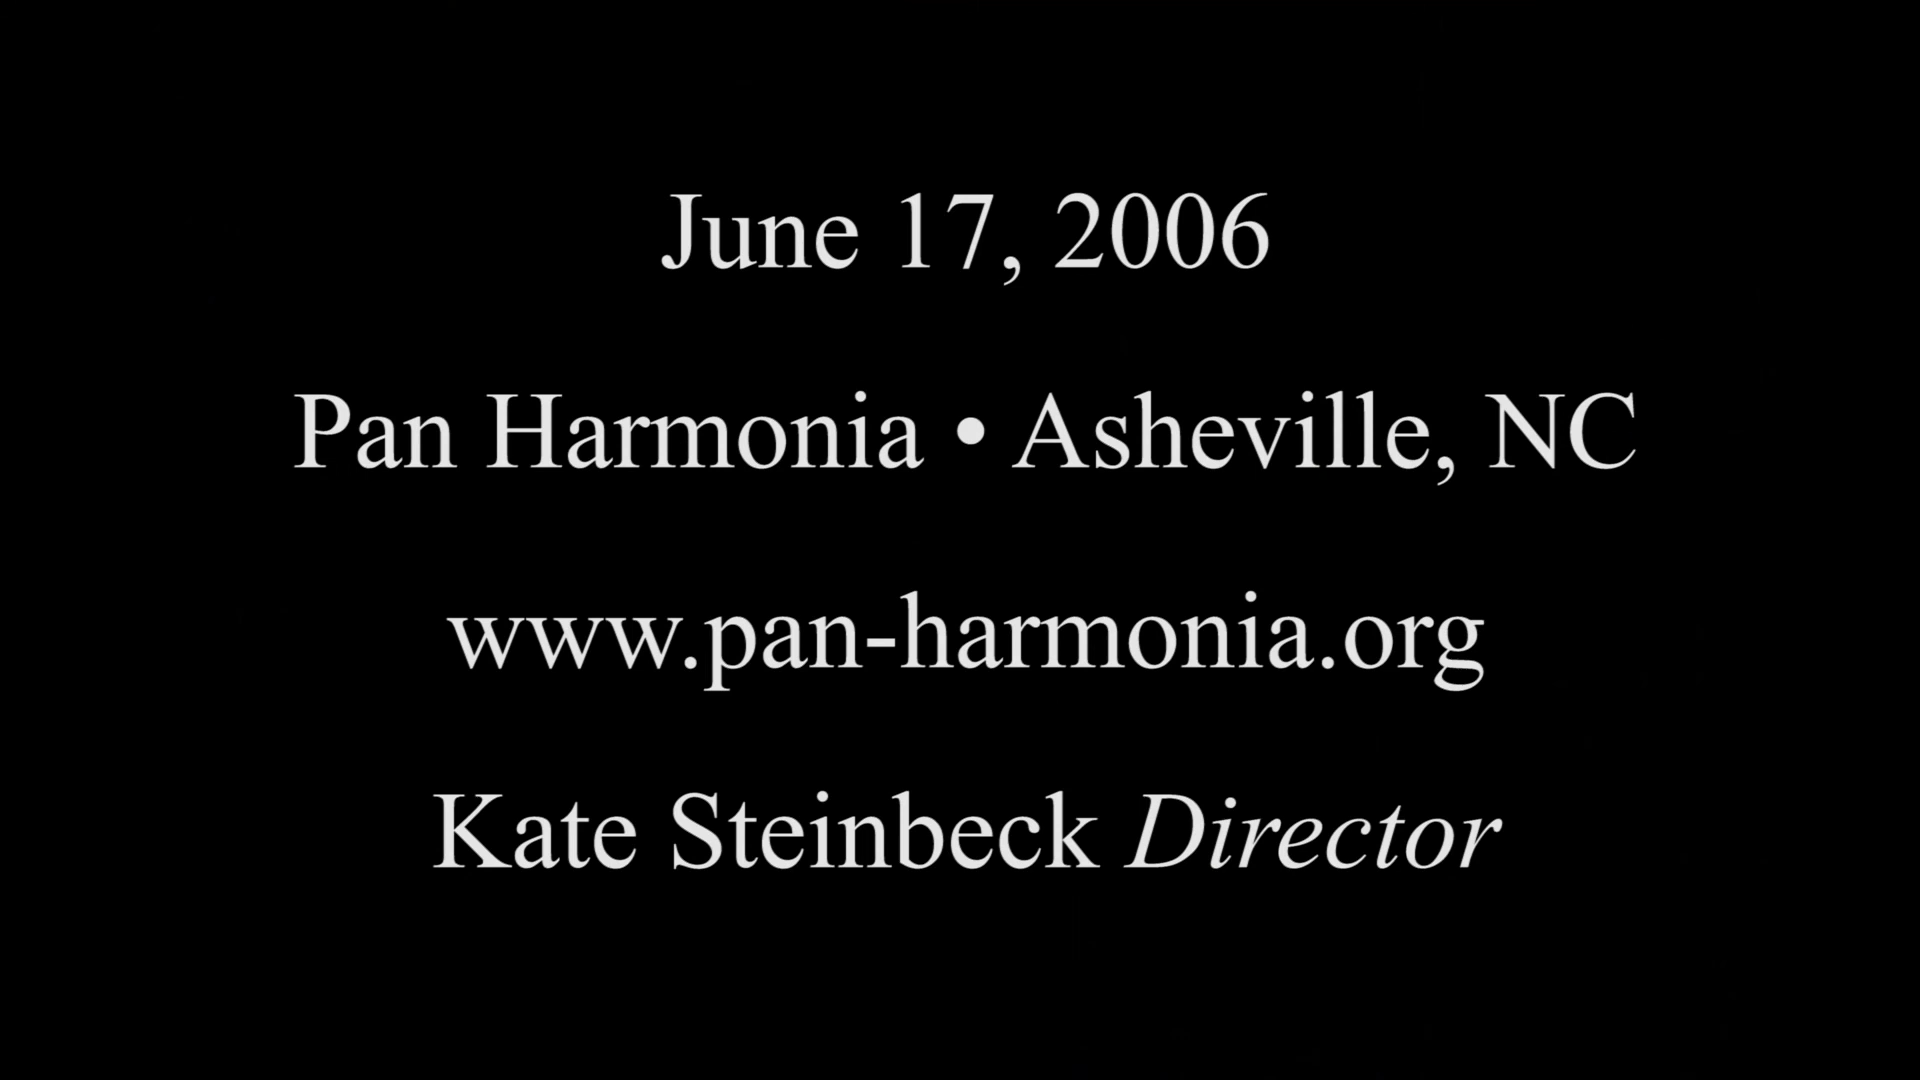 June 17, 2006
Pan Harmonia • Asheville, NC
www.pan-harmonia.org
Kate Steinbeck Director